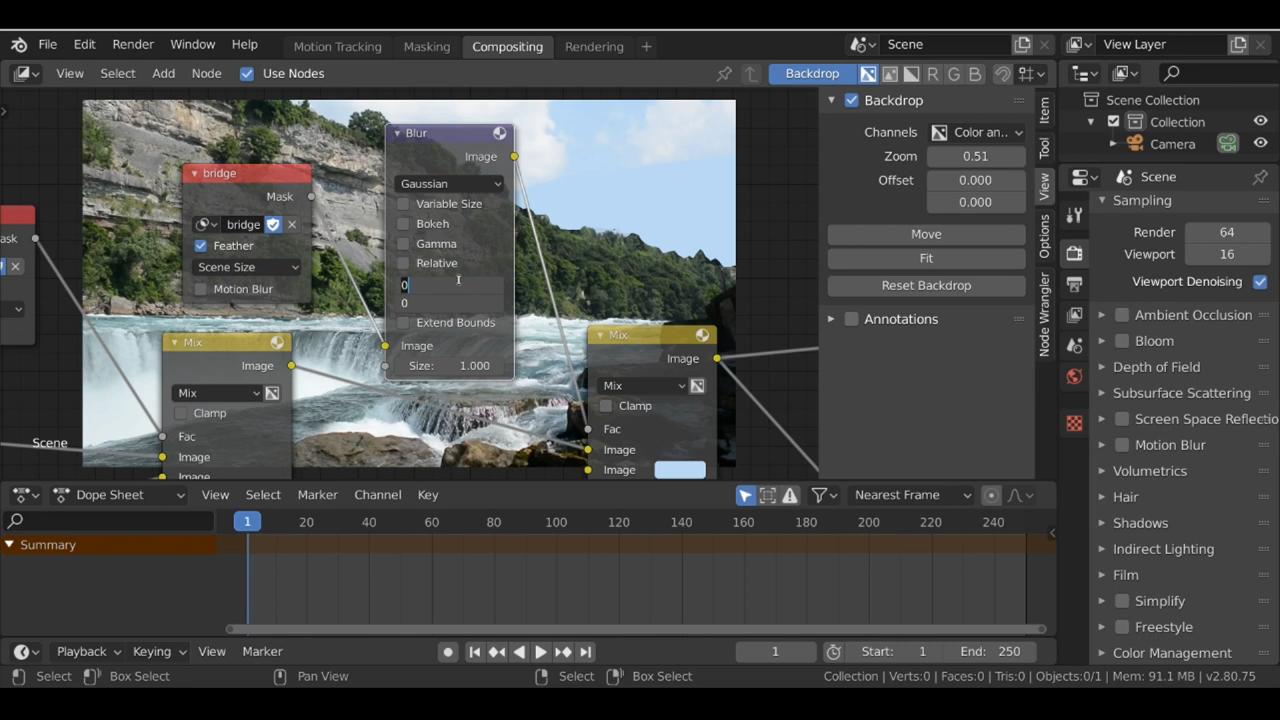 File Edit Render Window Help Motion Tracking Masking Compositing Rendering + Scene View Layer
View Select Add Node Use Nodes Backdrop R G B
Backdrop
Channels Color an..
Zoom 0.51
Offset 0.000
0.000
Move
Fit
Reset Backdrop
Annotations
Item
Tool
View
Options
Node Wrangler
Scene Collection
Collection
Camera
Scene
Sampling
Render 64
Viewport 16
Viewport Denoising
Ambient Occlusion
Bloom
Depth of Field
Subsurface Scattering
Screen Space Reflectio
Motion Blur
Volumetrics
Hair
Shadows
Indirect Lighting
Film
Simplify
Freestyle
Color Management
ask
bridge
Mask
bridge
Feather
Scene Size
Motion Blur
Blur
Image
Gaussian
Variable Size
Bokeh
Gamma
Relative
0
0
Extend Bounds
Image
Size: 1.000
Mix
Image
Mix
Clamp
Fac
Image
Image
Mix
Image
Mix
Clamp
Fac
Image
Image
Scene
Dope Sheet View Select Marker Channel Key Nearest Frame
1 20 40 60 80 100 120 140 160 180 200 220 240
Summary
Playback Keying View Marker 1 Start: 1 End: 250
Select Box Select Pan View Select Box Select Collection | Verts:0 | Faces:0 | Tris:0 | Objects:0/1 | Mem: 91.1 MB | v2.80.75